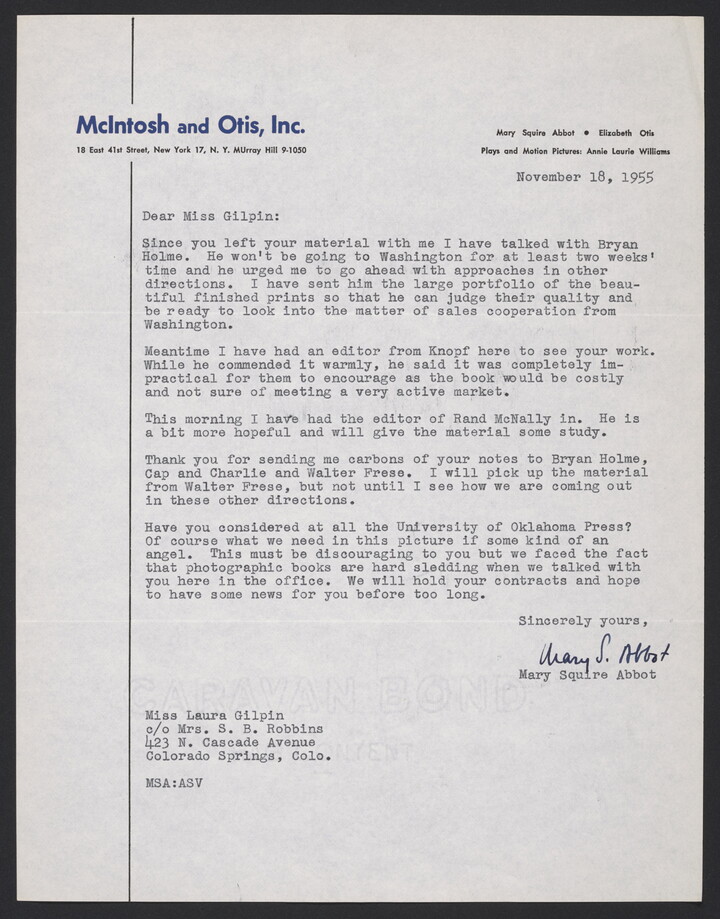 McIntosh and Otis, Inc.
18 East 41st Street, New York 17, N. Y. MUrray Hill 9-1050
Mary Squire Abbot • Elizabeth Otis
Plays and Motion Pictures: Annie Laurie Williams
November 18, 1955
Dear Miss Gilpin:
Since you left your material with me I have talked with Bryan
Holme. He won't be going to Washington for at least two weeks'
time and he urged me to go ahead with approaches in other
directions. I have sent him the large portfolio of the beau-
tiful finished prints so that he can judge their quality and
be ready to look into the matter of sales cooperation from
Washington.
Meantime I have had an editor from Knopf here to see your work.
While he commended it warmly, he said it was completely im-
practical for them to encourage as the book would be costly
and not sure of meeting a very active market.
This morning I have had the editor of Rand McNally in. He is
a bit more hopeful and will give the material some study.
Thank you for sending me carbons of your notes to Bryan Holme,
Cap and Charlie and Walter Frese. I will pick up the material
from Walter Frese, but not until I see how we are coming out
in these other directions.
Have you considered at all the University of Oklahoma Press?
Of course what we need in this picture if some kind of an
angel. This must be discouraging to you but we faced the fact
that photographic books are hard sledding when we talked with
you here in the office. We will hold your contracts and hope
to have some news for you before too long.
Sincerely yours,
Mary S. Abbot
Mary Squire Abbot
CARAVAN BOND
Miss Laura Gilpin
c/o Mrs. S. B. Robbins
423 N. Cascade Avenue
Colorado Springs, Colo.
MSA:ASV